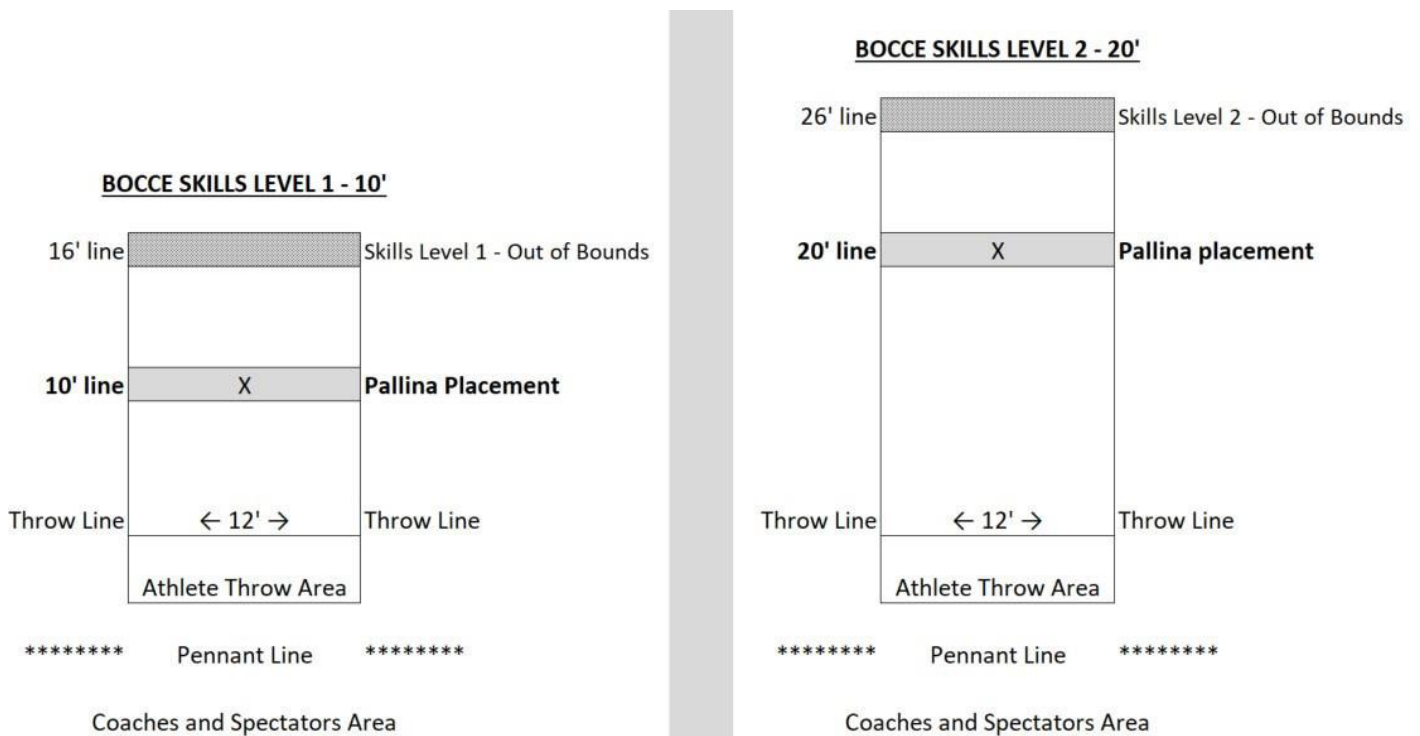 BOCCE SKILLS LEVEL 1 - 10'
16' line Skills Level 1 - Out of Bounds
10' line X Pallina Placement
Throw Line ← 12' → Throw Line
Athlete Throw Area
******** Pennant Line ********
Coaches and Spectators Area
BOCCE SKILLS LEVEL 2 - 20'
26' line Skills Level 2 - Out of Bounds
20' line X Pallina placement
Throw Line ← 12' → Throw Line
Athlete Throw Area
******** Pennant Line ********
Coaches and Spectators Area